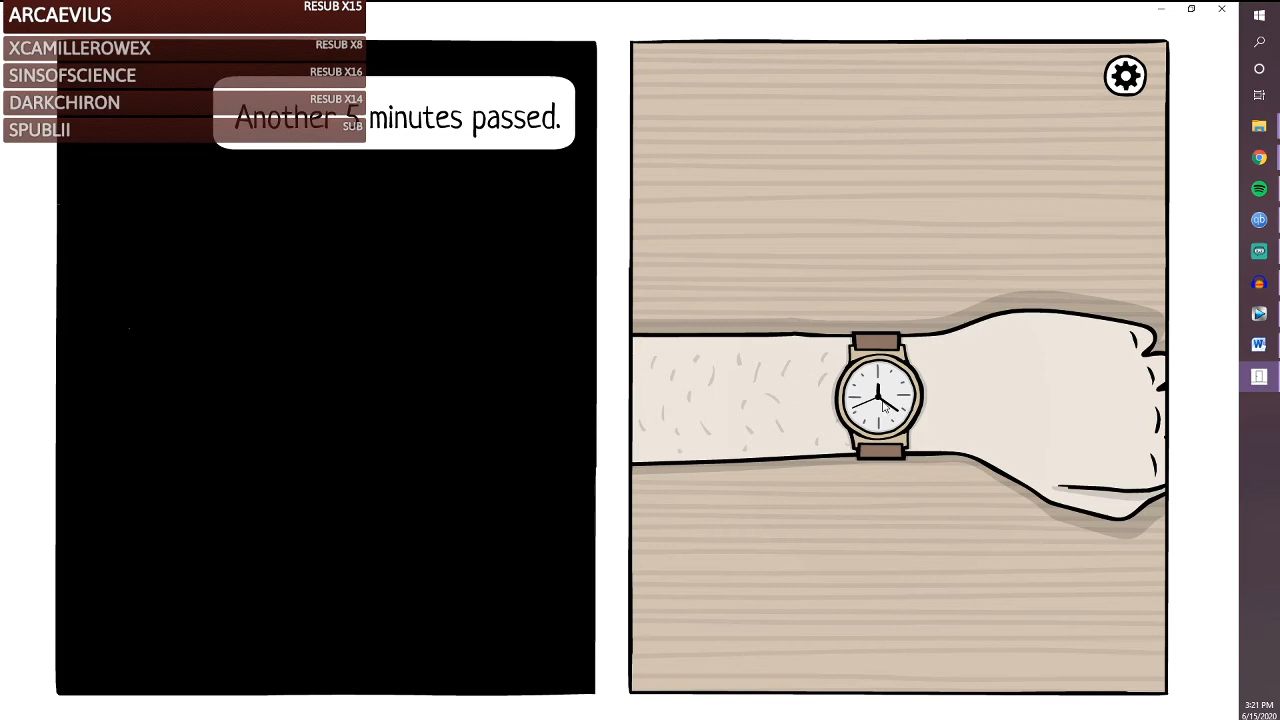 ARCAEVIUS RESUB X15
XCAMILLEROWEX RESUB X8
SINSOFSCIENCE RESUB X16
DARKCHIRON RESUB X14
SPUBLII SUB
Another 5 minutes passed.
qb
W
3:21 PM
6/15/2020